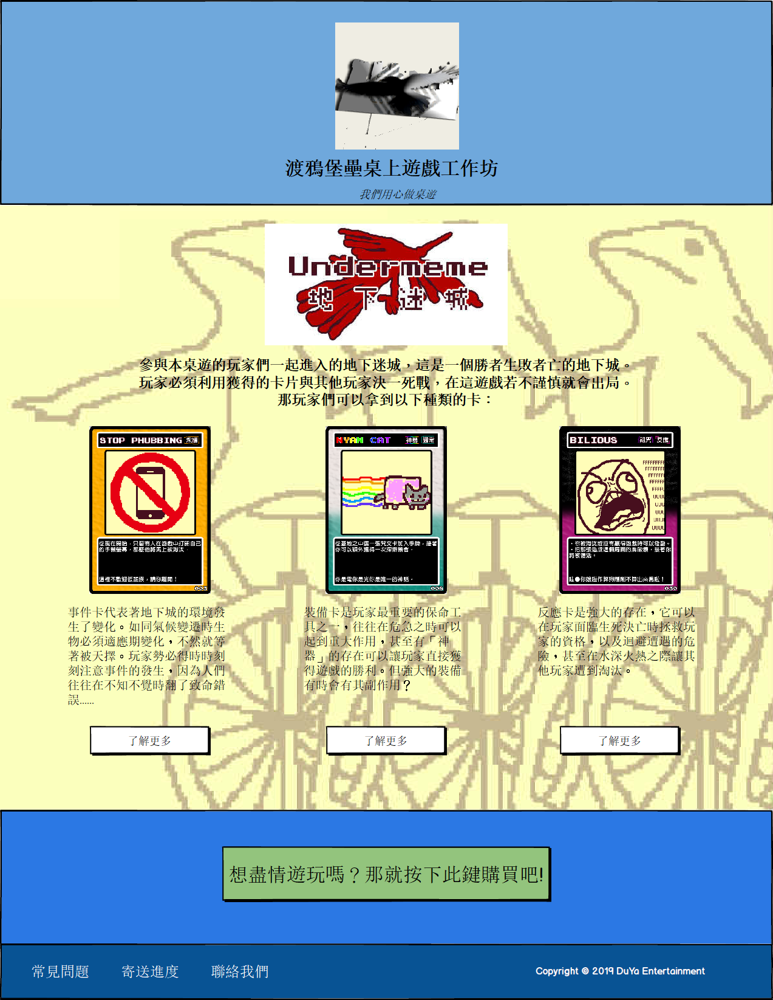 渡鴉堡壘桌上遊戲工作坊
我們用心做桌遊
Undermeme
地下迷城
參與本桌遊的玩家們一起進入的地下迷城，這是一個勝者生敗者亡的地下城。
玩家必須利用獲得的卡片與其他玩家決一死戰，在這遊戲若不謹慎就會出局。
那玩家們可以拿到以下種類的卡：
STOP PHUBBING 永續
從現在開始，只要有人在遊戲中打開自己
的手機螢幕，那麼他將馬上被淘汰。
這裡不歡迎低頭族，請你離開！
103
事件卡代表著地下城的環境發
生了變化。如同氣候變遷時生
物必須適應期變化，不然就等
著被天擇。玩家勢必得時時刻
刻注意事件的發生，因為人們
往往在不知不覺時翻了致命錯
誤......
了解更多
NYAN CAT 神器 通常
從墓地之中選一張咒文卡加入手牌，接著
你可以額外獲得一次探索機會。
你是電你是光你是唯一的神話。
裝備卡是玩家最重要的保命工
具之一，往往在危急之時可以
起到重大作用，甚至有「神
器」的存在可以讓玩家直接獲
得遊戲的勝利。但強大的裝備
有時會有其副作用？
了解更多
BILIOUS 詛咒 反應
FFFFFFFF
FFFFFFFF
FFFFFF
FFFFFF
FFFFU
UUUU
UUU
UUU
UUU
UUUU
・你被淘汰或沒有贏得遊戲時可以發動。
將被復活。
030
反應卡是強大的存在，它可以
在玩家面臨生死決亡時拯救玩
家的資格，以及迴避遭遇的危
險，甚至在水深火熱之際讓其
他玩家遭到淘汰。
了解更多
想盡情遊玩嗎？那就按下此鍵購買吧!
常見問題 寄送進度 聯絡我們
Copyright © 2019 DuYa Entertainment